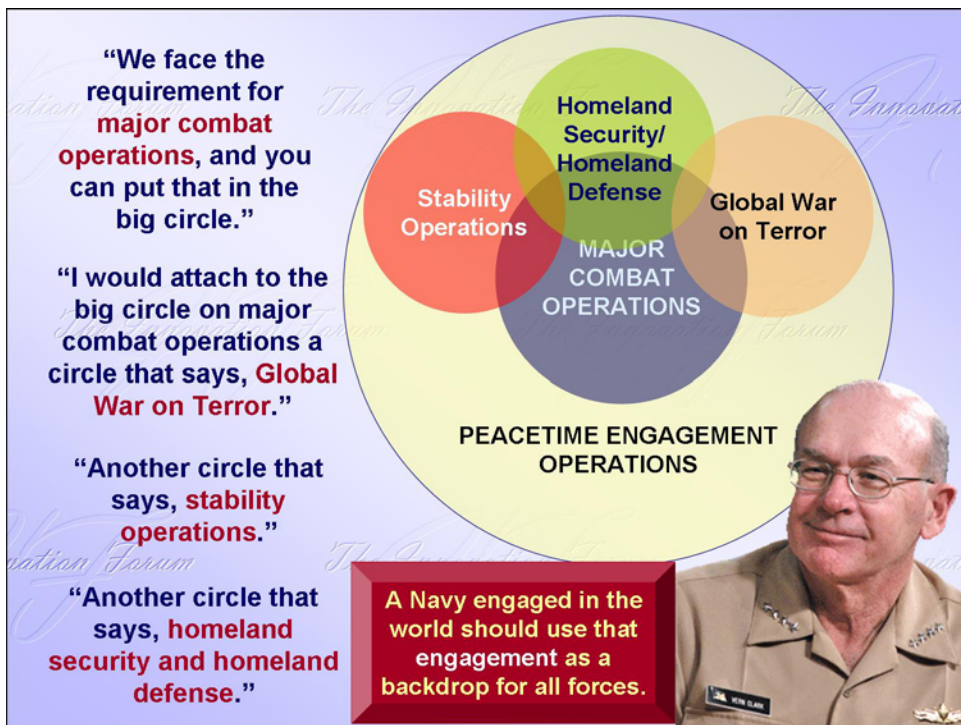 “We face the
requirement for
major combat
operations, and you
can put that in the
big circle.”
“I would attach to the
big circle on major
combat operations a
circle that says, Global
War on Terror.”
“Another circle that
says, stability
operations.”
“Another circle that
says, homeland
security and homeland
defense.”
Homeland
Security/
Homeland
Defense
Stability
Operations
Global War
on Terror
MAJOR
COMBAT
OPERATIONS
PEACETIME ENGAGEMENT
OPERATIONS
A Navy engaged in the
world should use that
engagement as a
backdrop for all forces.
VERN CLARK
The Innovation Forum